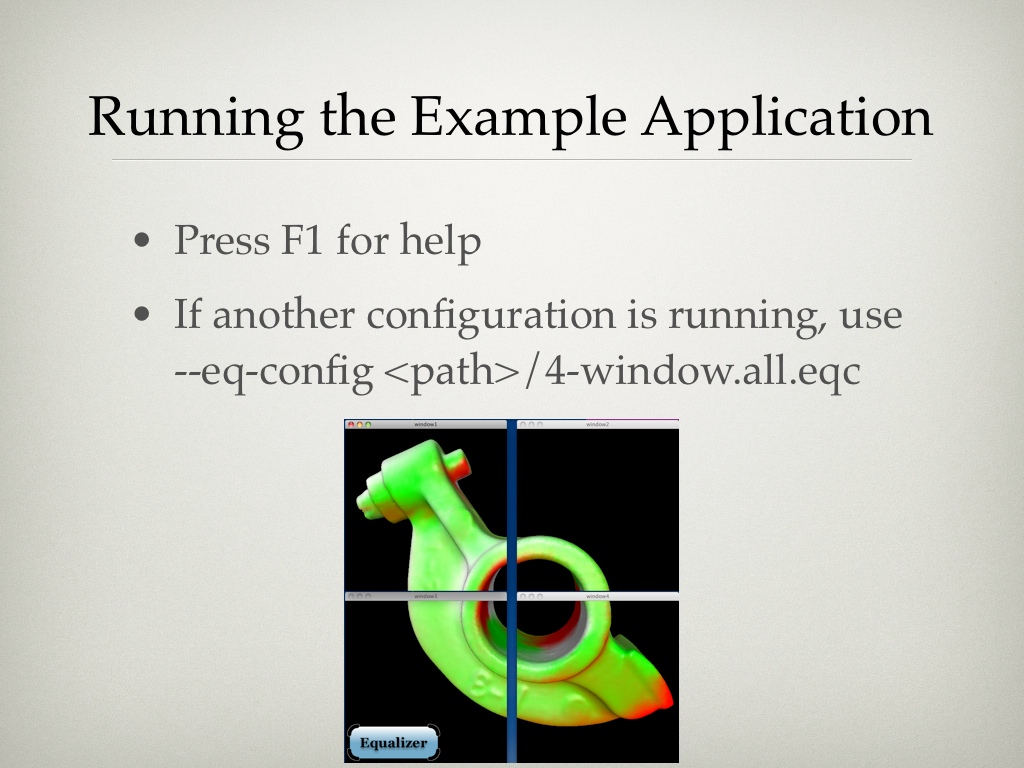 Running the Example Application
• Press F1 for help
• If another configuration is running, use
--eq-config <path>/4-window.all.eqc
window1
window2
window3
window4
Equalizer